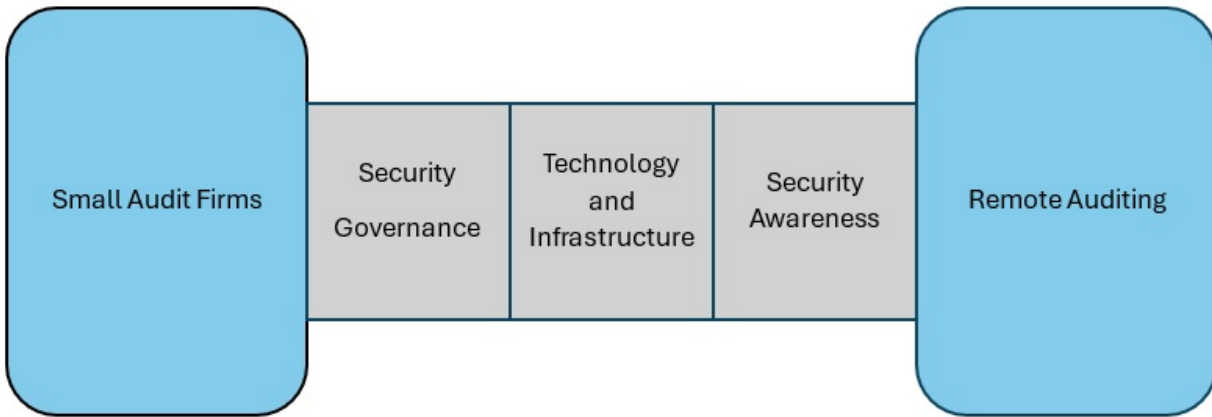 Small Audit Firms
Security
Governance
Technology
and
Infrastructure
Security
Awareness
Remote Auditing